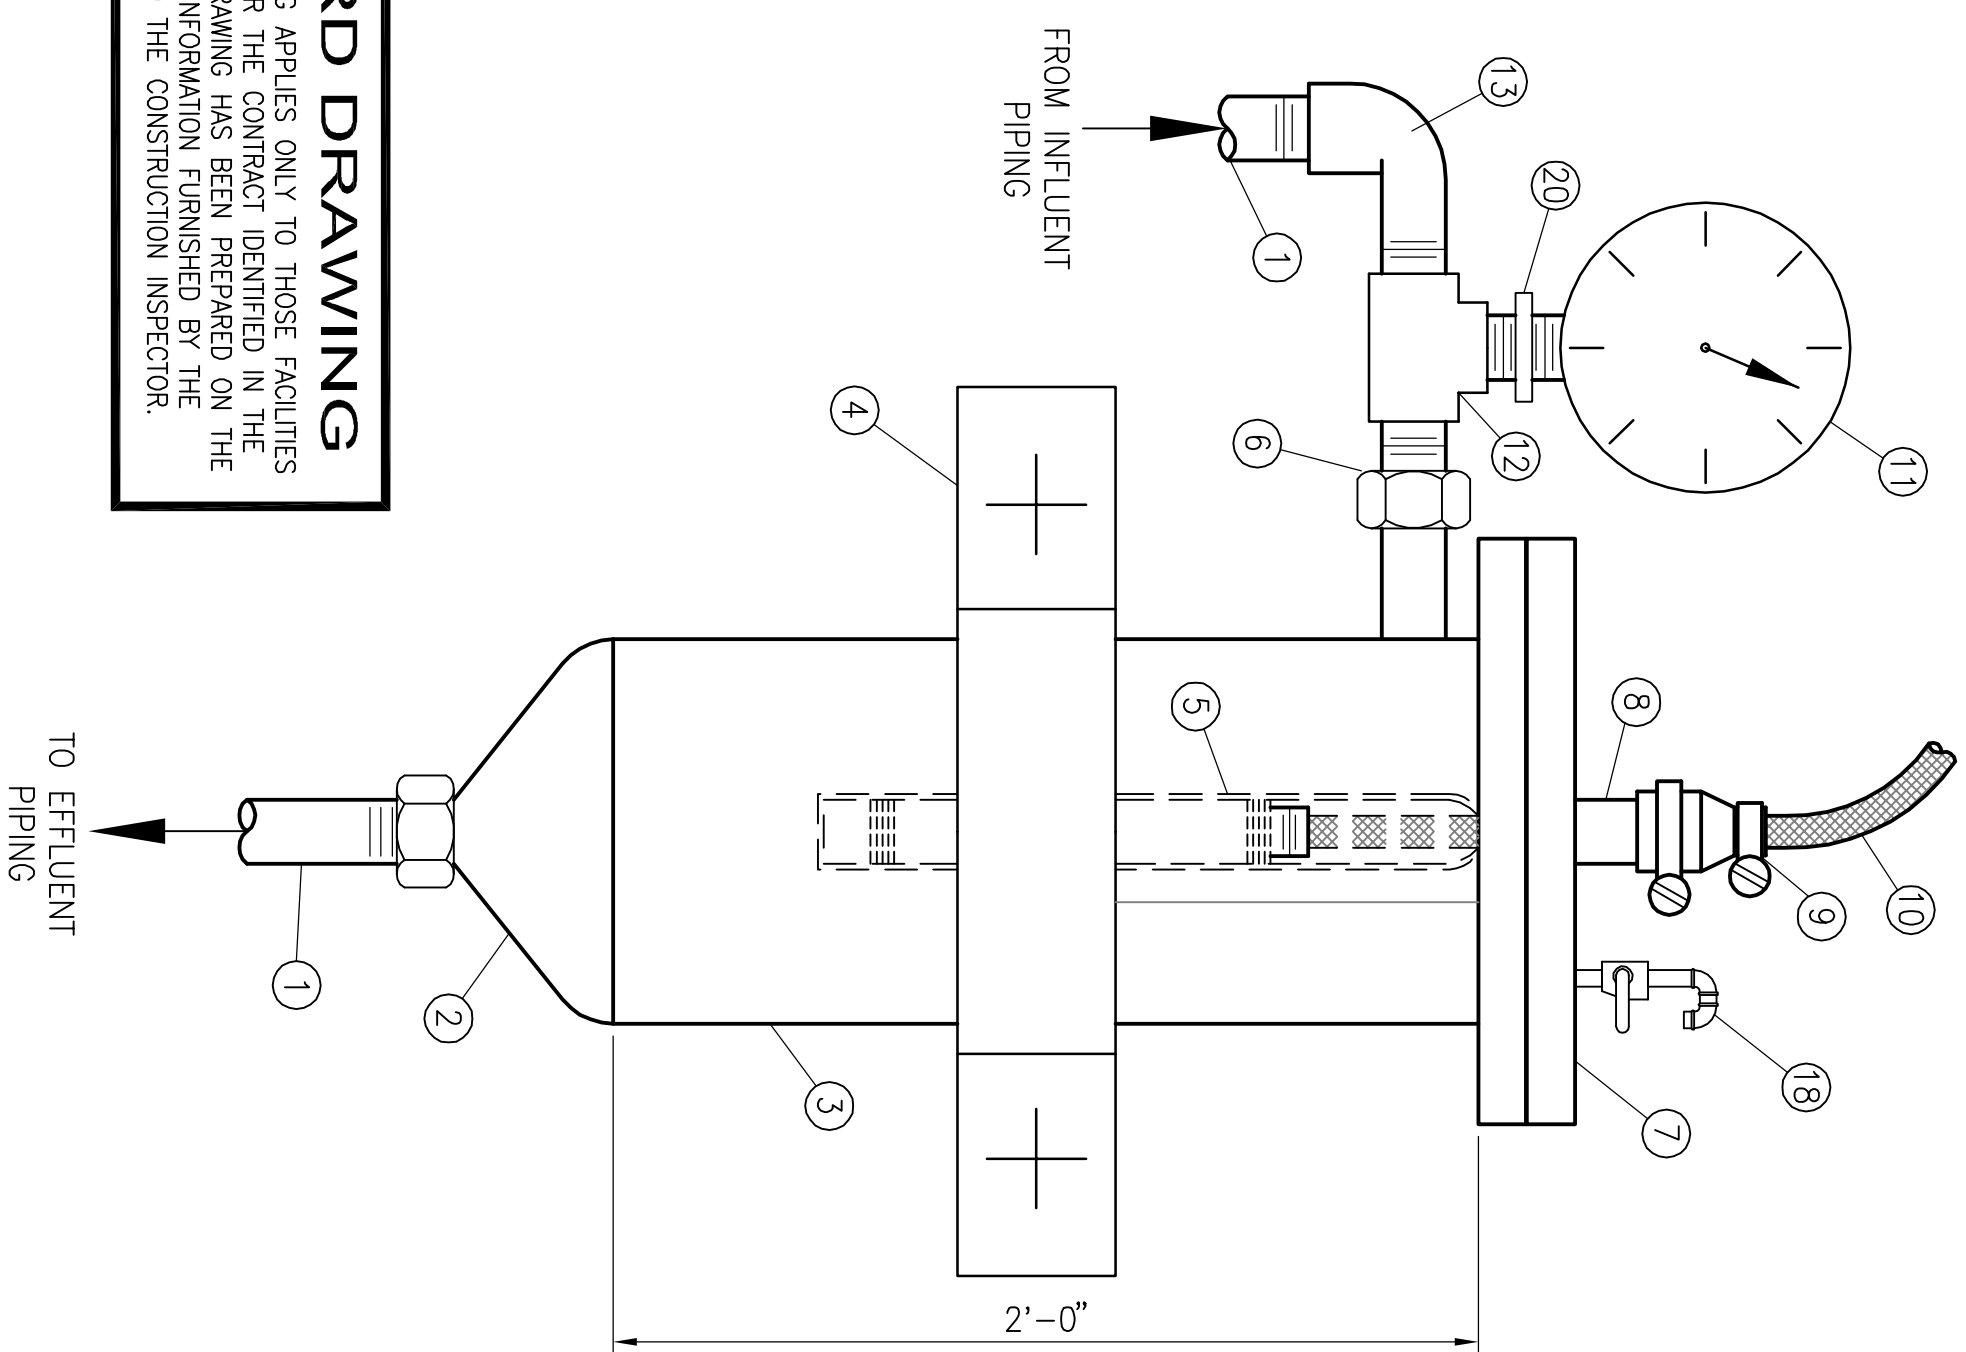 RD DRAWING
APPLIES ONLY TO THOSE FACILITIES
THE CONTRACT IDENTIFIED IN THE
HAS BEEN PREPARED ON THE
FURNISHED BY THE
THE CONSTRUCTION INSPECTOR.
FROM INFLUENT
PIPING
13
20
1
11
12
6
4
5
8
10
9
18
7
3
2
1
TO EFFLUENT
PIPING
2'-0"